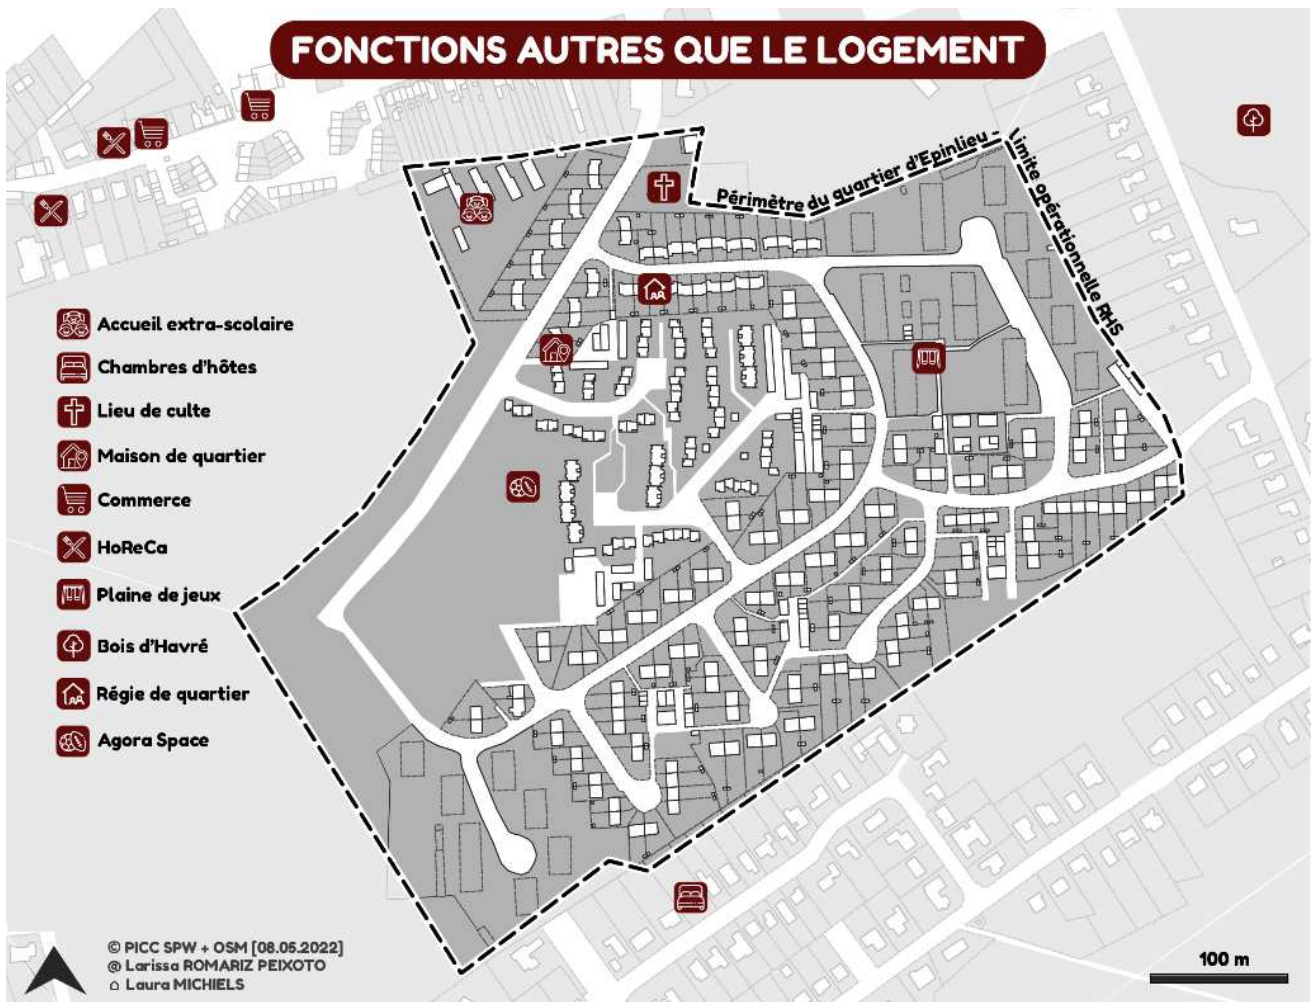 FONCTIONS AUTRES QUE LE LOGEMENT
Périmètre du quartier d'Epinlieu -
Limite opérationnelle RHS
Accueil extra-scolaire
Chambres d'hôtes
Lieu de culte
Maison de quartier
Commerce
HoReCa
Plaine de jeux
Bois d'Havré
Régie de quartier
Agora Space
© PICC SPW + OSM [08.05.2022]
@ Larissa ROMARIZ PEIXOTO
⌂ Laura MICHIELS
100 m